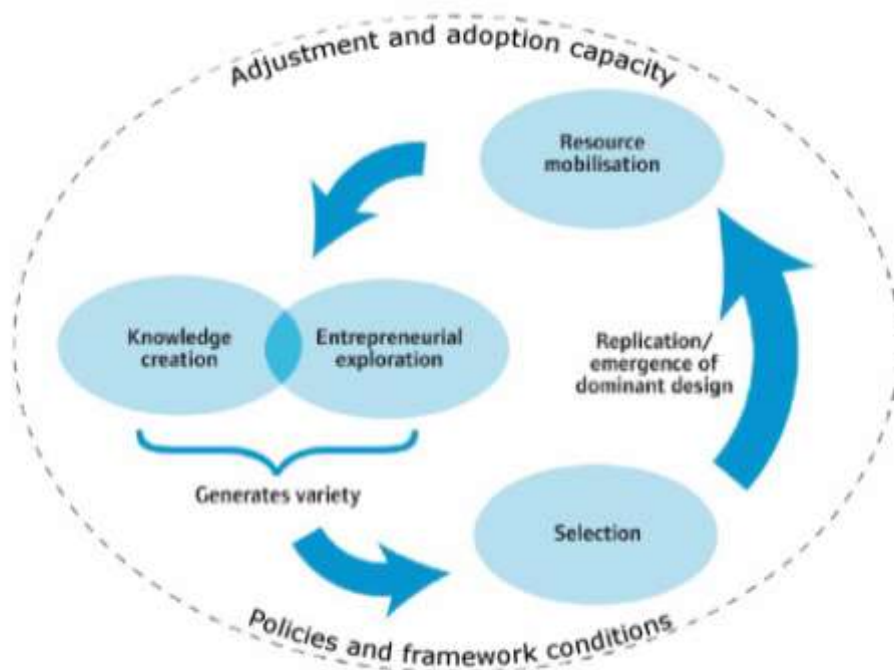 Adjustment and adoption capacity
Resource
mobilisation
Knowledge
creation
Entrepreneurial
exploration
Replication/
emergence of
dominant design
Generates variety
Selection
Policies and framework conditions